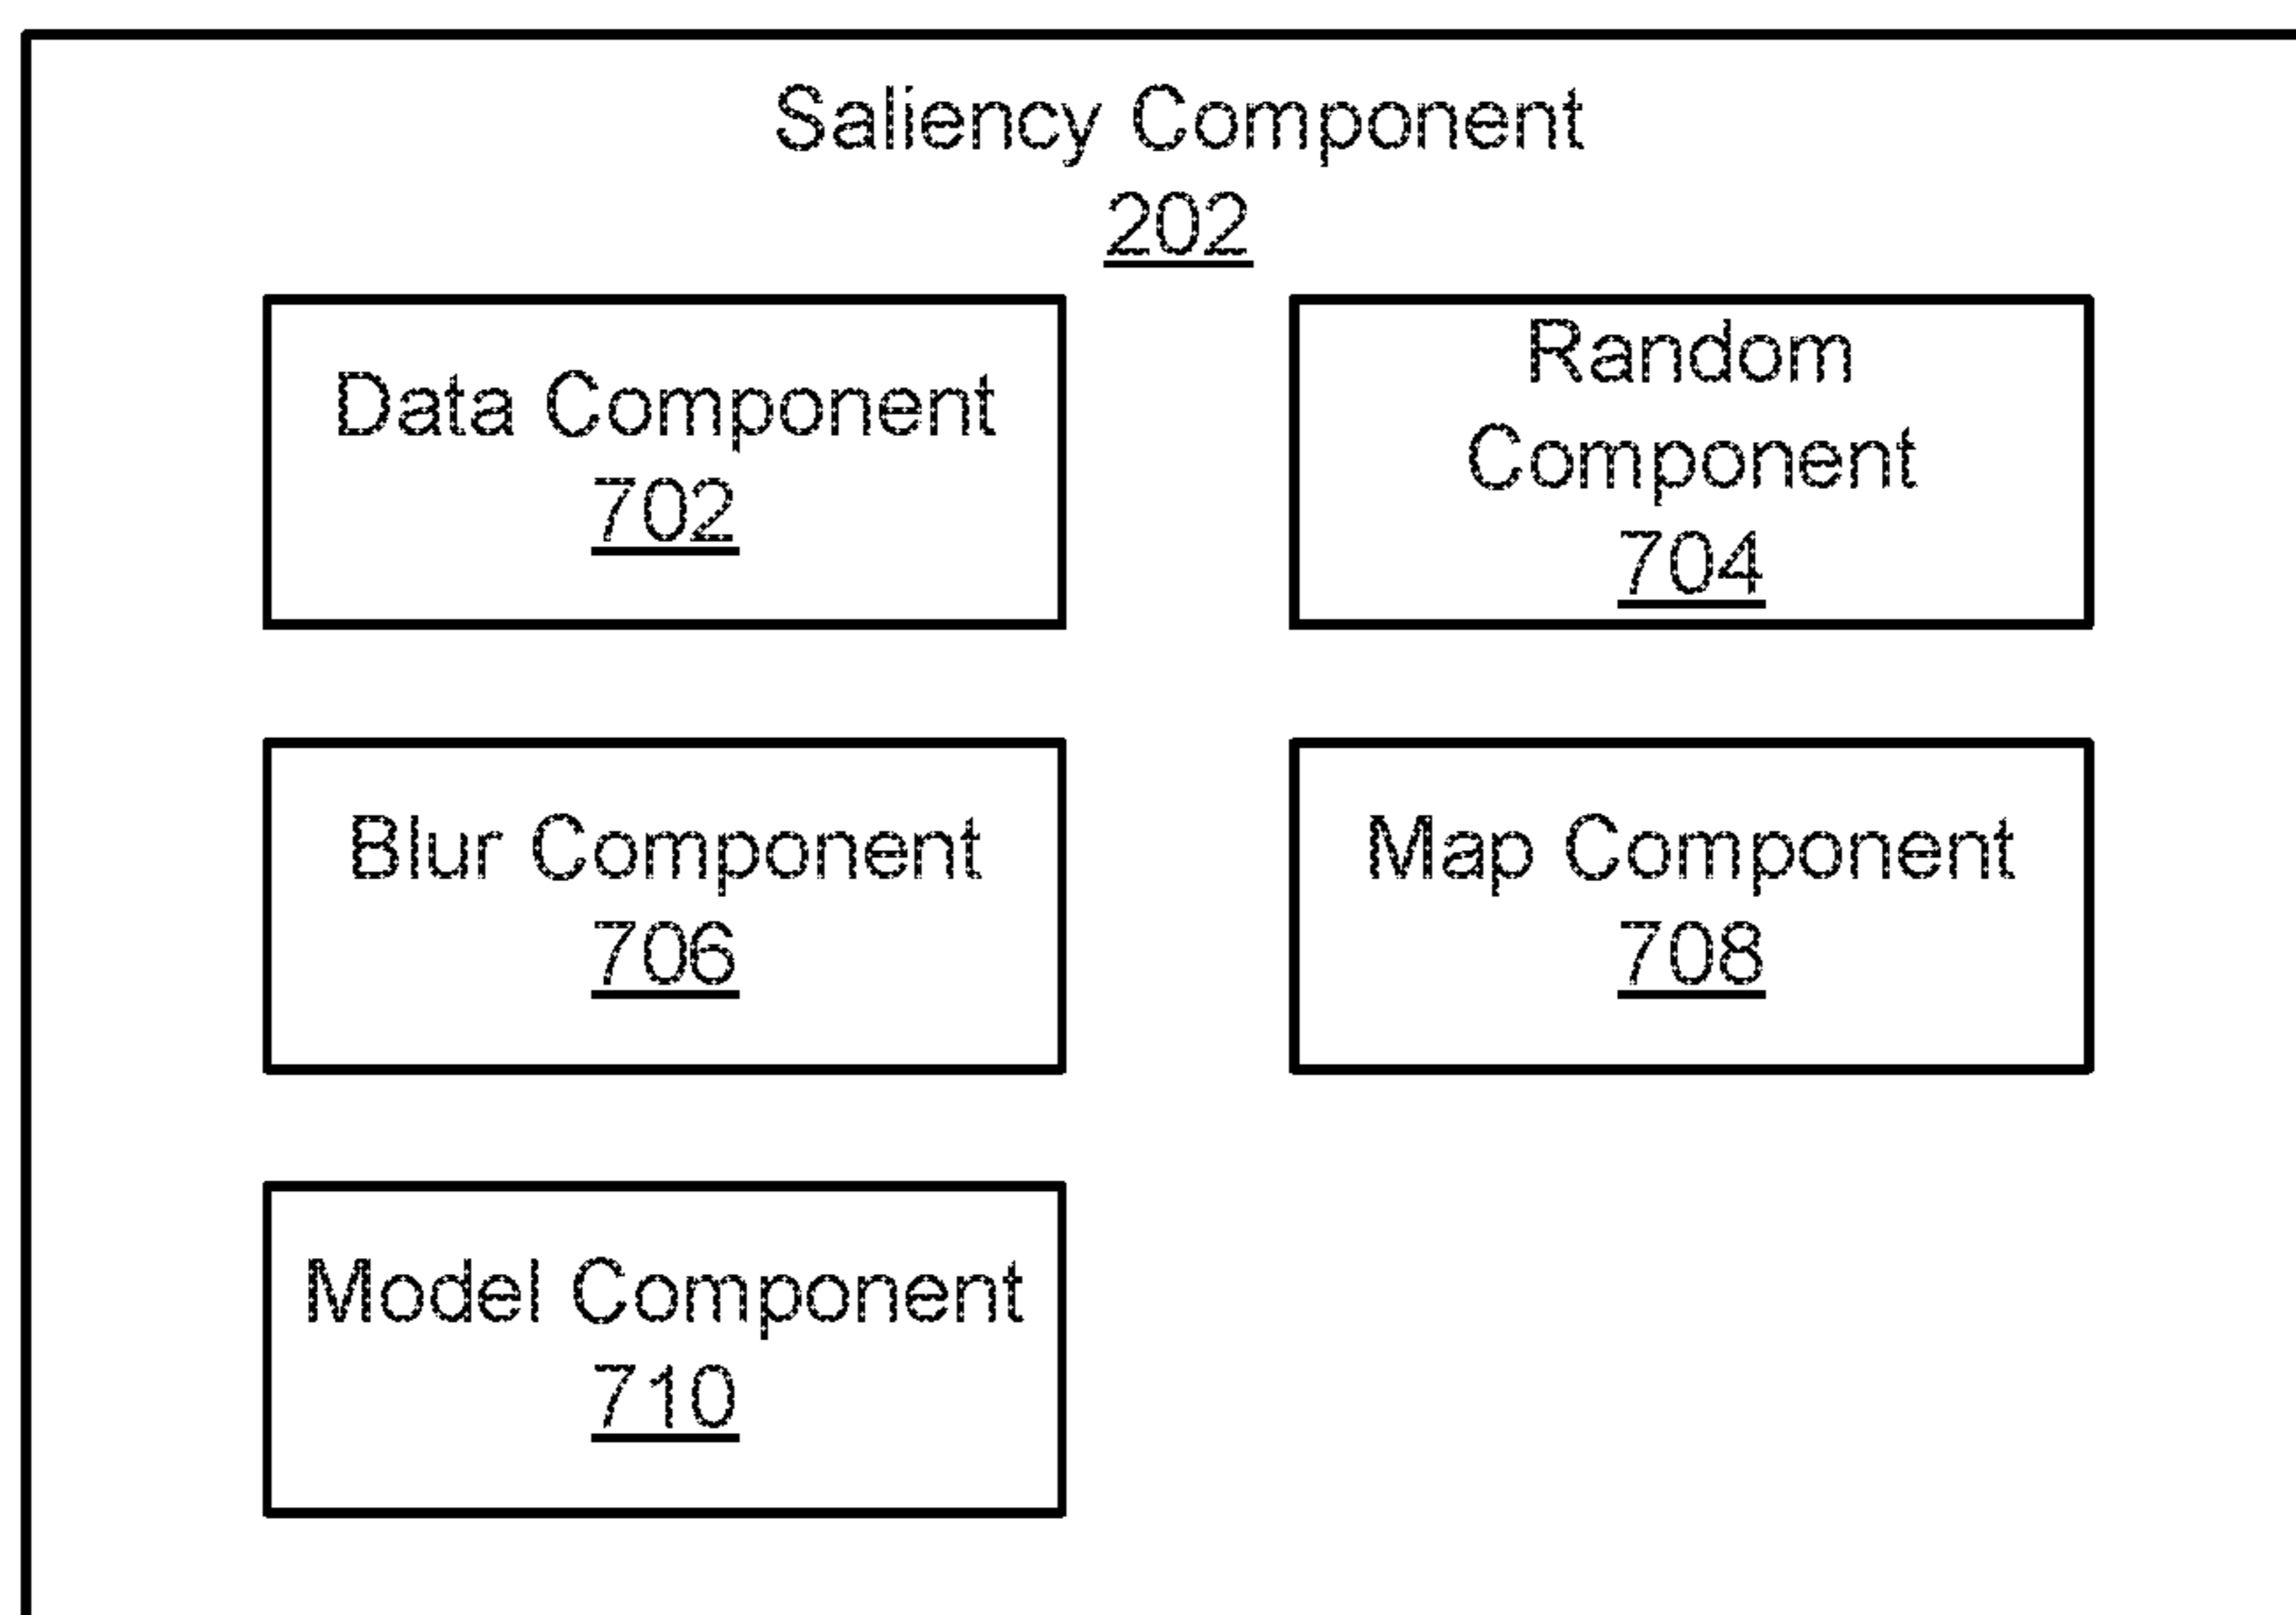 Saliency Component
202
Data Component
702
Random
Component
704
Blur Component
706
Map Component
708
Model Component
710